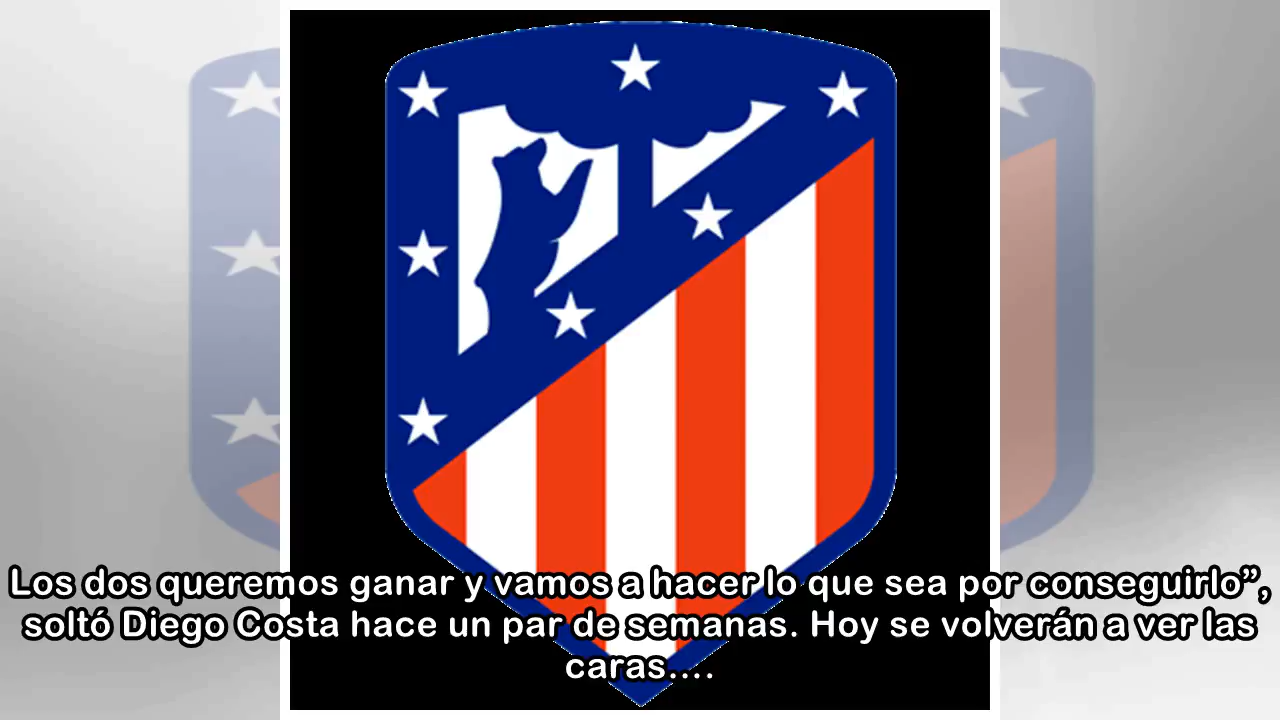 Los dos queremos ganar y vamos a hacer lo que sea por conseguirlo”,
soltó Diego Costa hace un par de semanas. Hoy se volverán a ver las
caras....